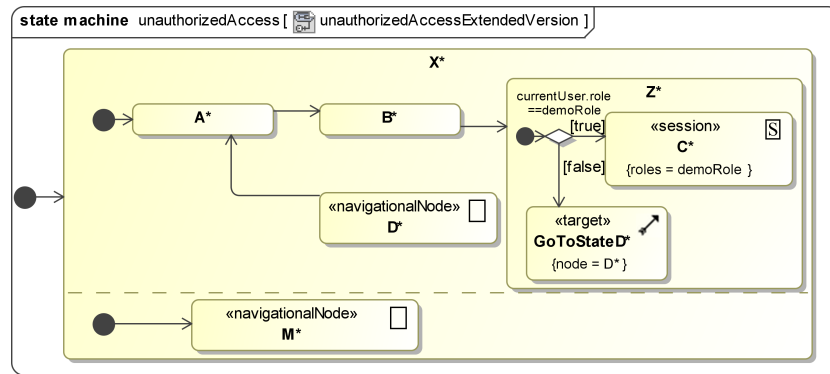 state machine unauthorizedAccess [ unauthorizedAccessExtendedVersion ]
X*
A*
B*
Z*
currentUser.role
==demoRole
[true]
[false]
«session»
S
C*
{roles = demoRole }
«navigationalNode»
D*
«target»
GoToStateD*
{node = D* }
«navigationalNode»
M*